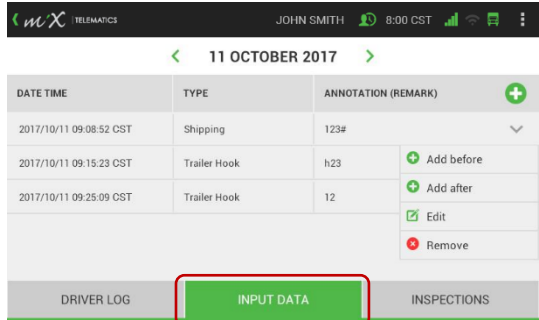 mix TELEMATICS JOHN SMITH 8:00 CST
11 OCTOBER 2017
DATE TIME TYPE ANNOTATION (REMARK)
2017/10/11 09:08:52 CST Shipping 123#
2017/10/11 09:15:23 CST Trailer Hook h23 Add before
2017/10/11 09:25:09 CST Trailer Hook 12 Add after
Edit
Remove
DRIVER LOG INPUT DATA INSPECTIONS